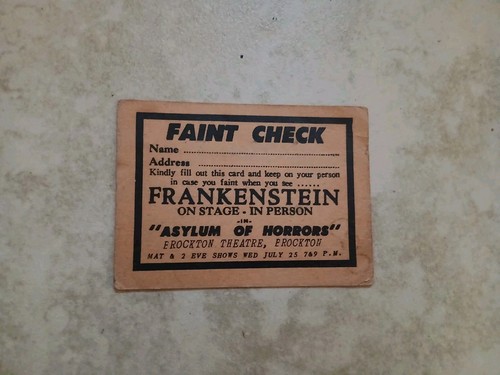 FAINT CHECK
Name ........................................
Address ........................................
Kindly fill out this card and keep on your person
in case you faint when you see ......
FRANKENSTEIN
ON STAGE - IN PERSON
-IN-
"ASYLUM OF HORRORS"
BROCKTON THEATRE, BROCKTON
MAT & 2 EVE SHOWS WED JULY 25 7&9 P.M.